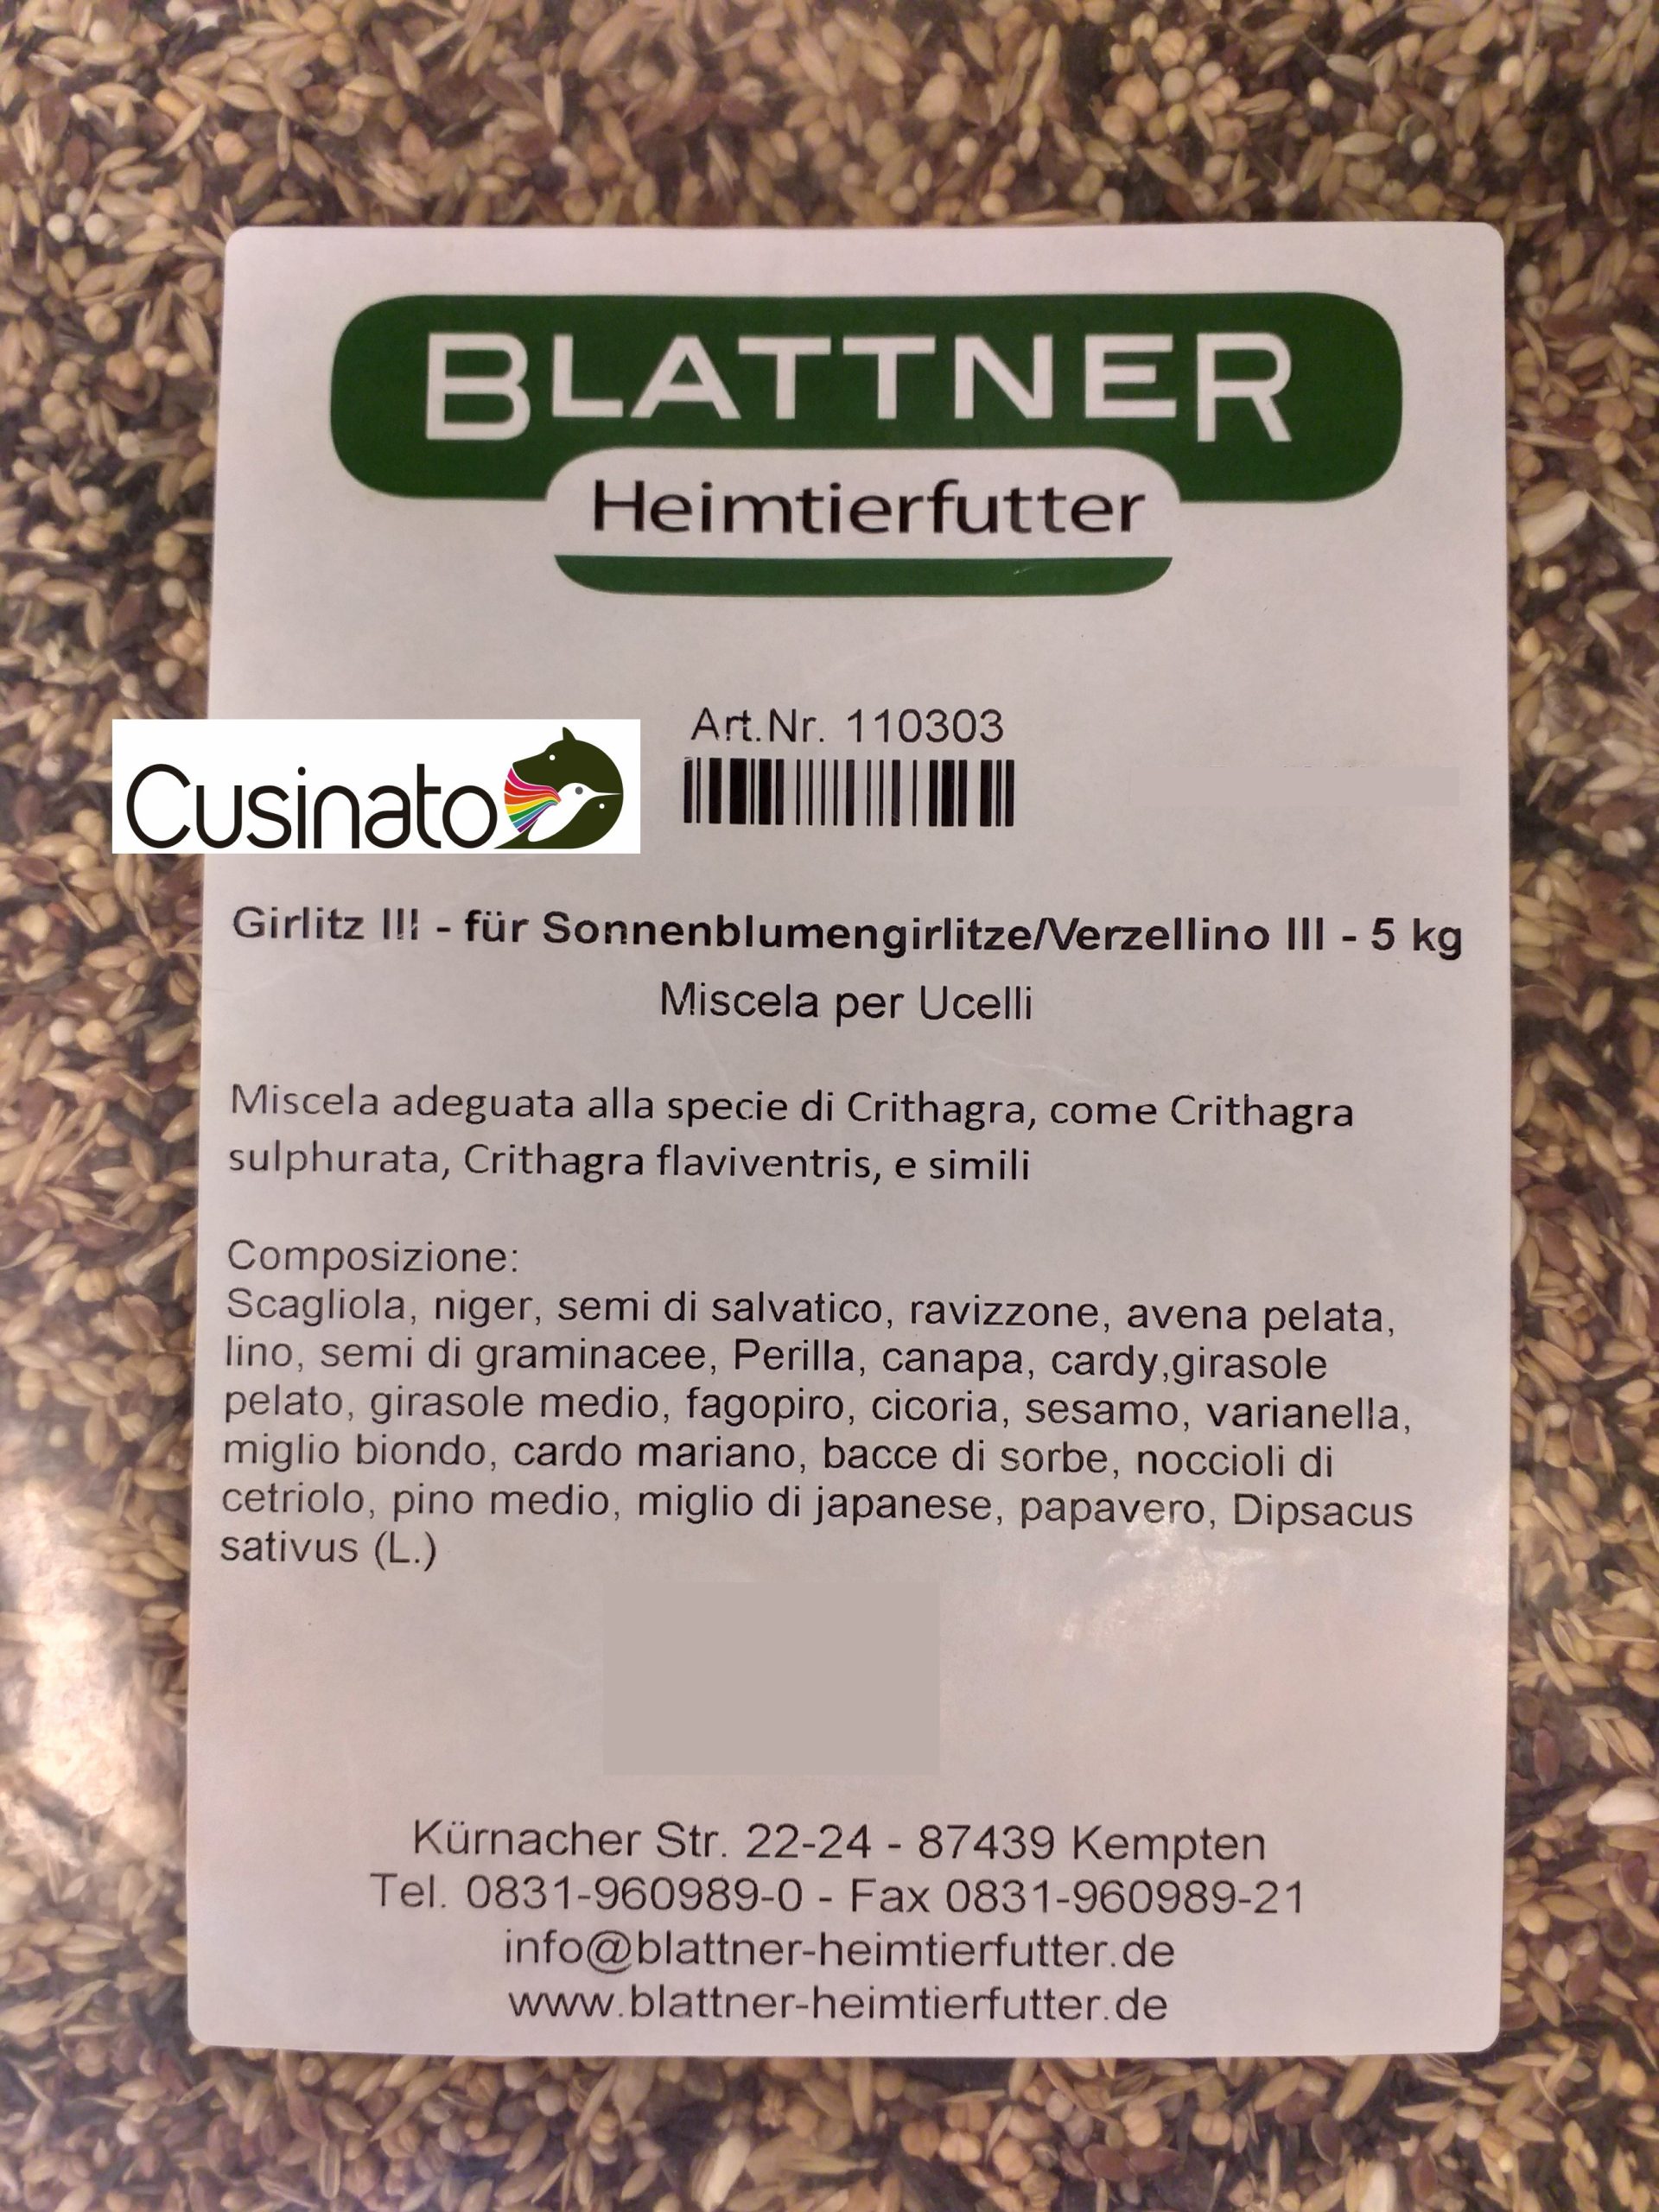 BLATTNER
Heimtierfutter
Art.Nr. 110303
Cusinato
Girlitz III - für Sonnenblumengirlitze/Verzellino III - 5 kg
Miscela per Ucelli
Miscela adeguata alla specie di Crithagra, come Crithagra
sulphurata, Crithagra flaviventris, e simili
Composizione:
Scagliola, niger, semi di salvatico, ravizzone, avena pelata,
lino, semi di graminacee, Perilla, canapa, cardy,girasole
pelato, girasole medio, fagopiro, cicoria, sesamo, varianella,
miglio biondo, cardo mariano, bacce di sorbe, noccioli di
cetriolo, pino medio, miglio di japanese, papavero, Dipsacus
sativus (L.)
Kürnacher Str. 22-24 - 87439 Kempten
Tel. 0831-960989-0 - Fax 0831-960989-21
info@blattner-heimtierfutter.de
www.blattner-heimtierfutter.de